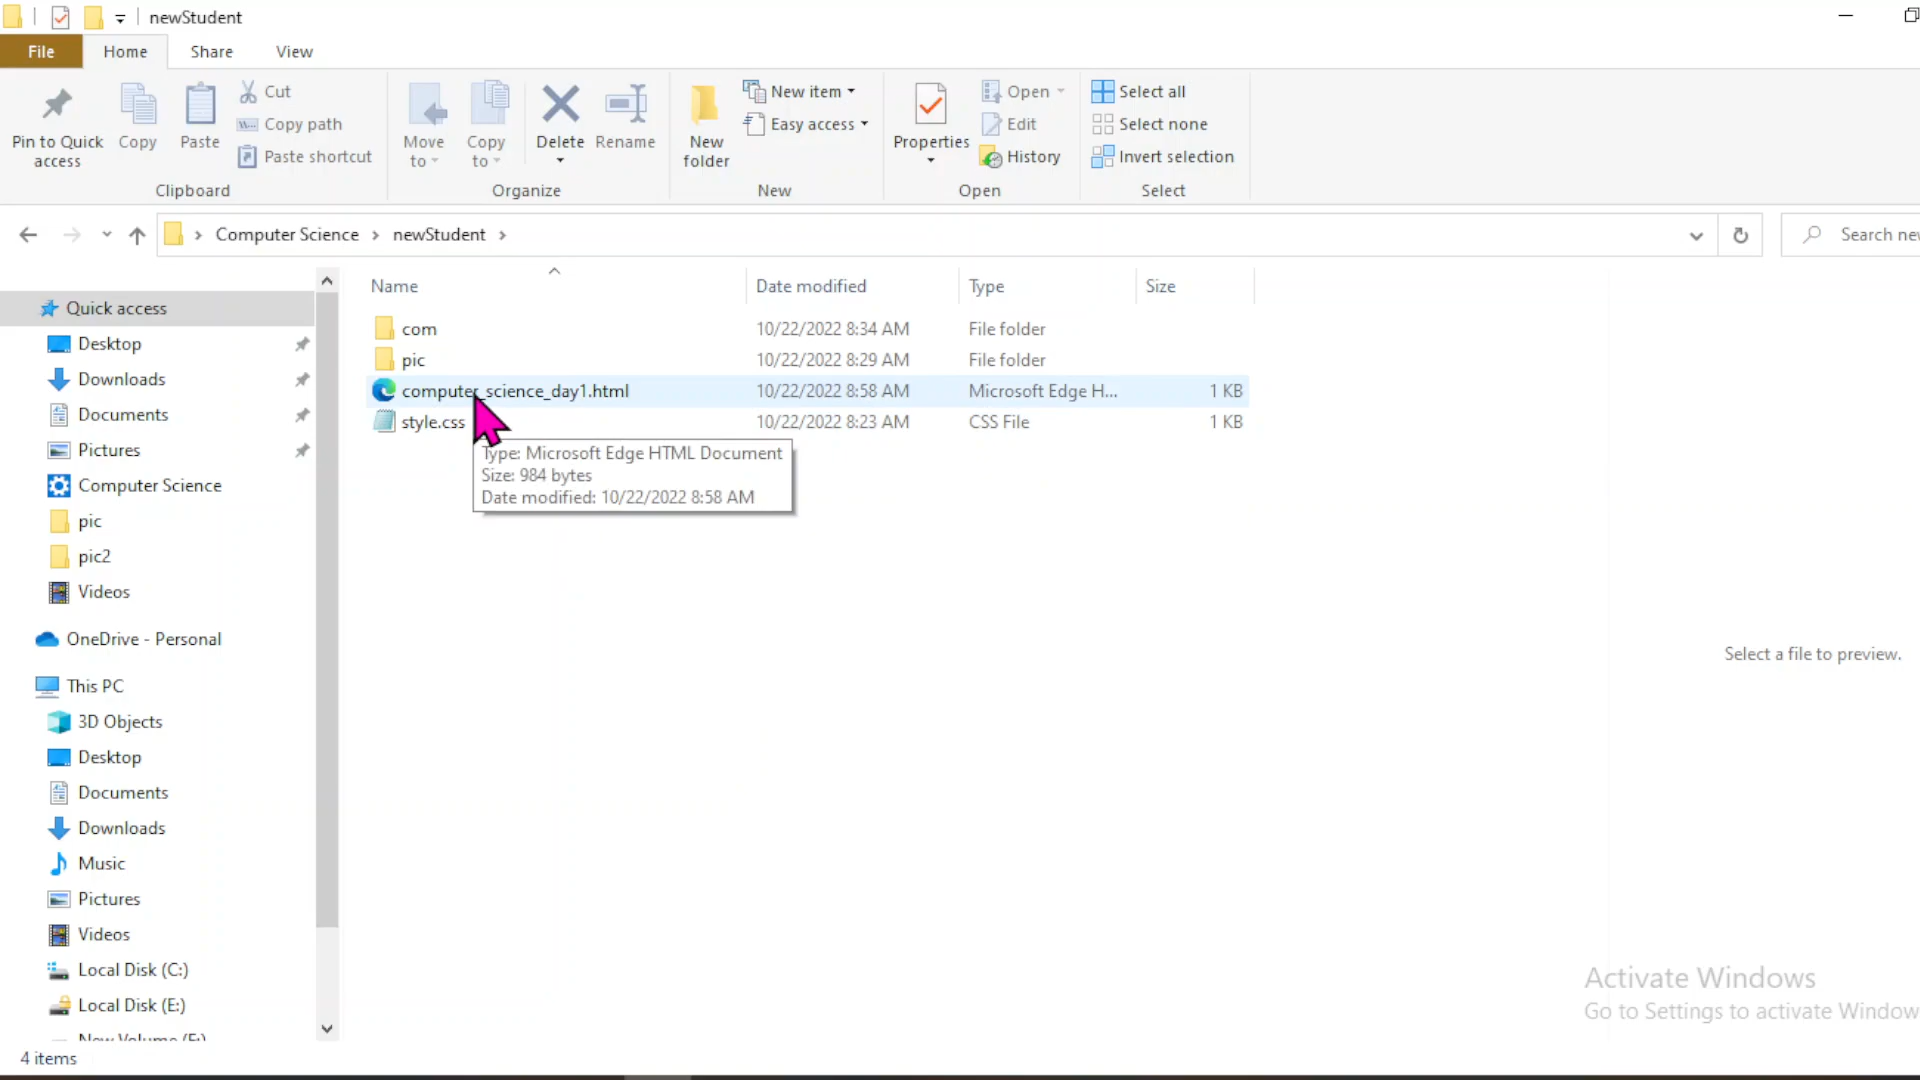 newStudent
File Home Share View
Pin to Quick access
Copy
Paste
Cut
Copy path
Paste shortcut
Clipboard
Move to
Copy to
Delete
Rename
Organize
New folder
New item
Easy access
New
Properties
Open
Edit
History
Open
Select all
Select none
Invert selection
Select
Computer Science > newStudent >
Search
Quick access
Desktop
Downloads
Documents
Pictures
Computer Science
pic
pic2
Videos
OneDrive - Personal
This PC
3D Objects
Desktop
Documents
Downloads
Music
Pictures
Videos
Local Disk (C:)
Local Disk (E:)
New Volume
Name Date modified Type Size
com 10/22/2022 8:34 AM File folder
pic 10/22/2022 8:29 AM File folder
computer_science_day1.html 10/22/2022 8:58 AM Microsoft Edge H... 1 KB
style.css 10/22/2022 8:23 AM CSS File 1 KB
Type: Microsoft Edge HTML Document
Size: 984 bytes
Date modified: 10/22/2022 8:58 AM
Select a file to preview.
Activate Windows
Go to Settings to activate Window
4 items